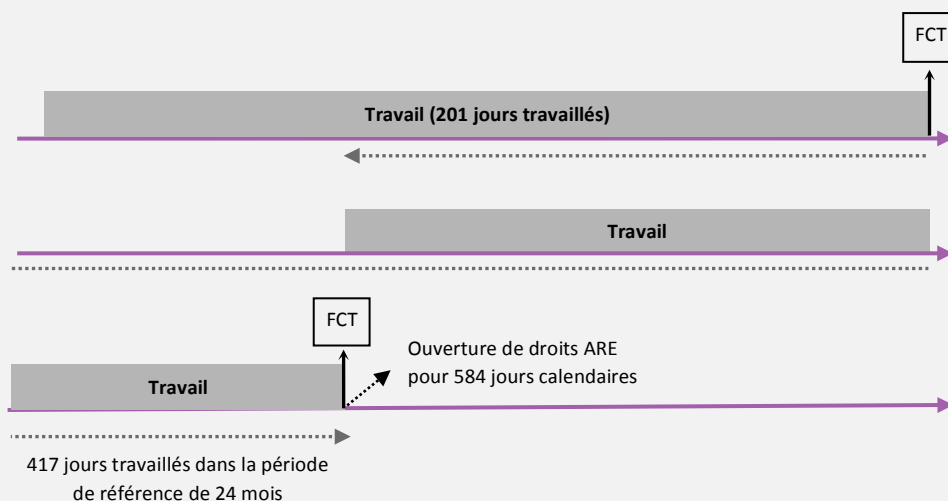 FCT
Travail (201 jours travaillés)
Travail
FCT
Ouverture de droits ARE
pour 584 jours calendaires
Travail
417 jours travaillés dans la période
de référence de 24 mois